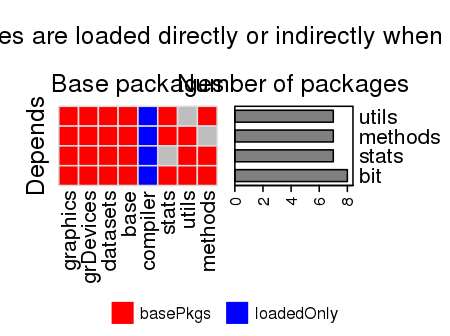 es are loaded directly or indirectly when
Base packages
Number of packages
Depends
utils
methods
stats
bit
graphics
grDevices
datasets
base
compiler
stats
utils
methods
0
2
4
6
8
basePkgs
loadedOnly